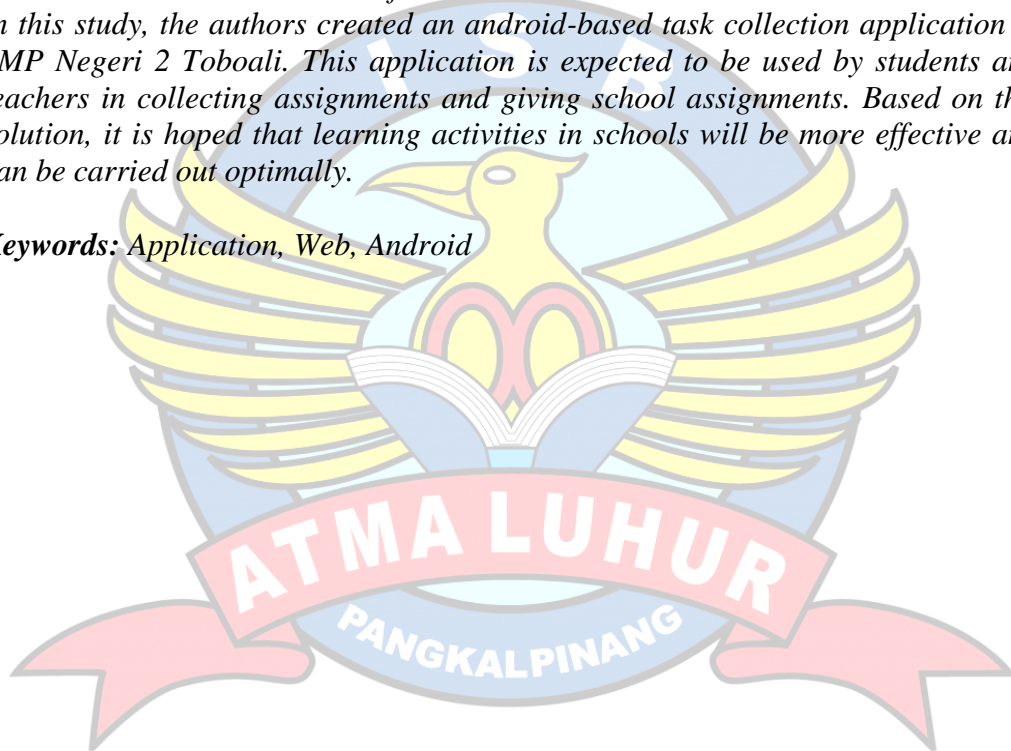 n this study, the authors created an android-based task collection application
MP Negeri 2 Toboali. This application is expected to be used by students a
eachers in collecting assignments and giving school assignments. Based on th
olution, it is hoped that learning activities in schools will be more effective a
an be carried out optimally.
Keywords: Application, Web, Android
I S B
ATMA LUHUR
PANGKALPINANG